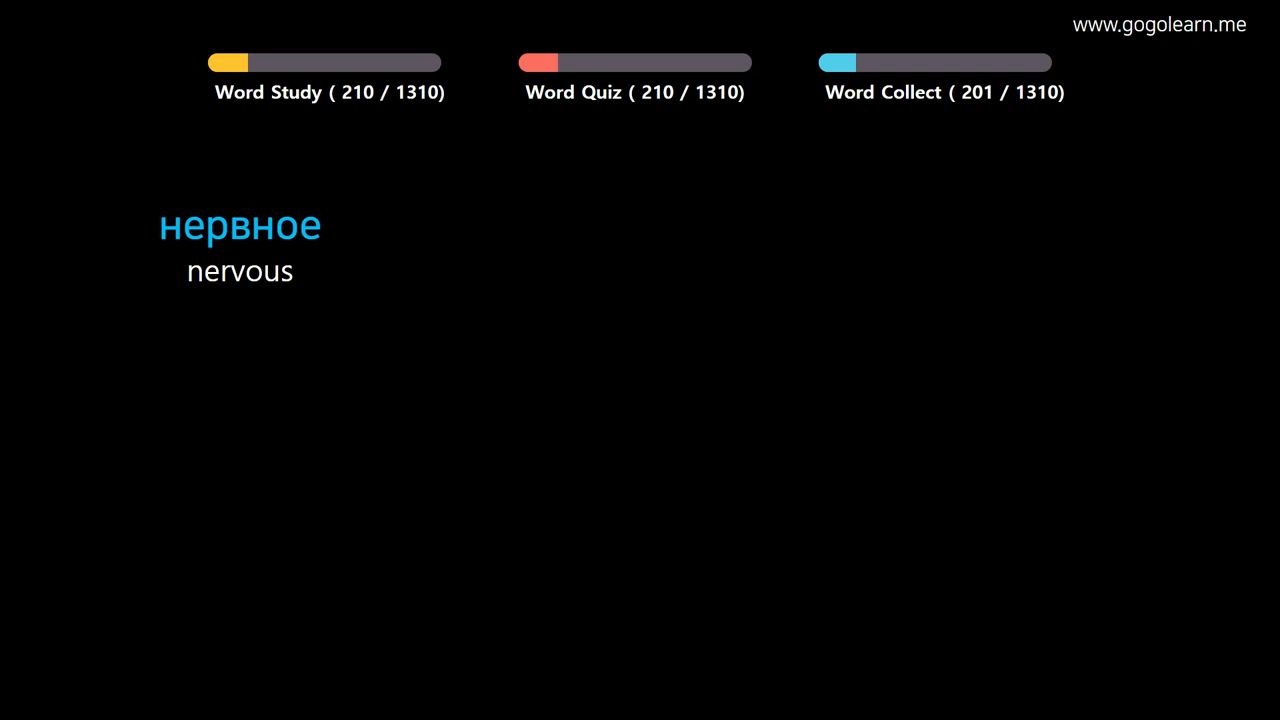 www.gogolearn.me
Word Study ( 210 / 1310)
Word Quiz ( 210 / 1310)
Word Collect ( 201 / 1310)
нервное
nervous